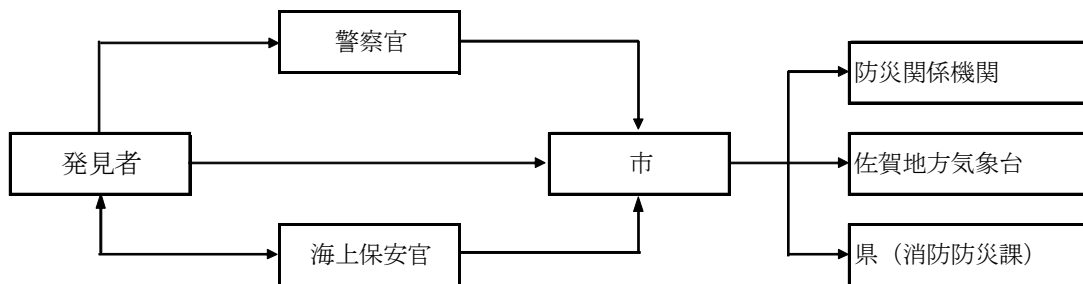 警察官
防災関係機関
発見者
市
佐賀地方気象台
海上保安官
県（消防防災課）